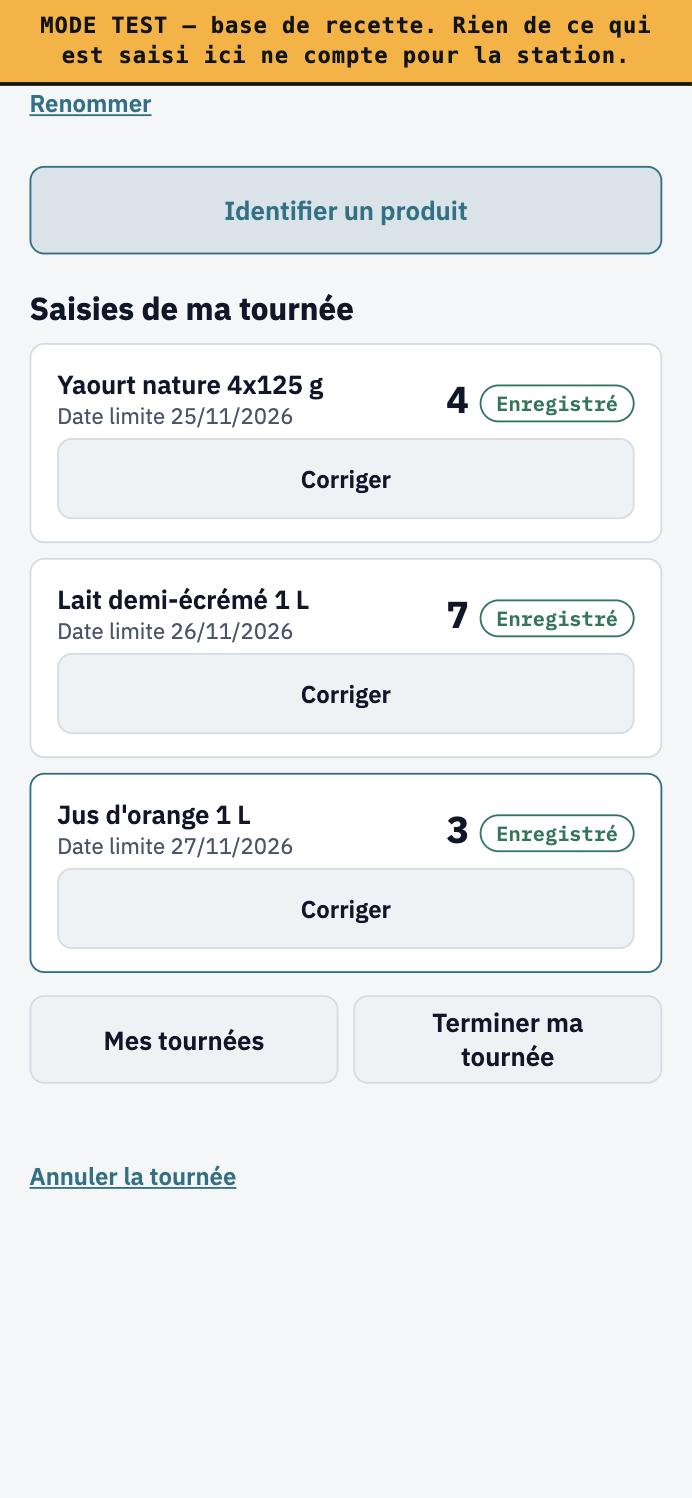 MODE TEST — base de recette. Rien de ce qui
est saisi ici ne compte pour la station.
Renommer
Identifier un produit
Saisies de ma tournée
Yaourt nature 4x125 g
Date limite 25/11/2026
4 Enregistré
Corriger
Lait demi-écrémé 1 L
Date limite 26/11/2026
7 Enregistré
Corriger
Jus d'orange 1 L
Date limite 27/11/2026
3 Enregistré
Corriger
Mes tournées
Terminer ma
tournée
Annuler la tournée